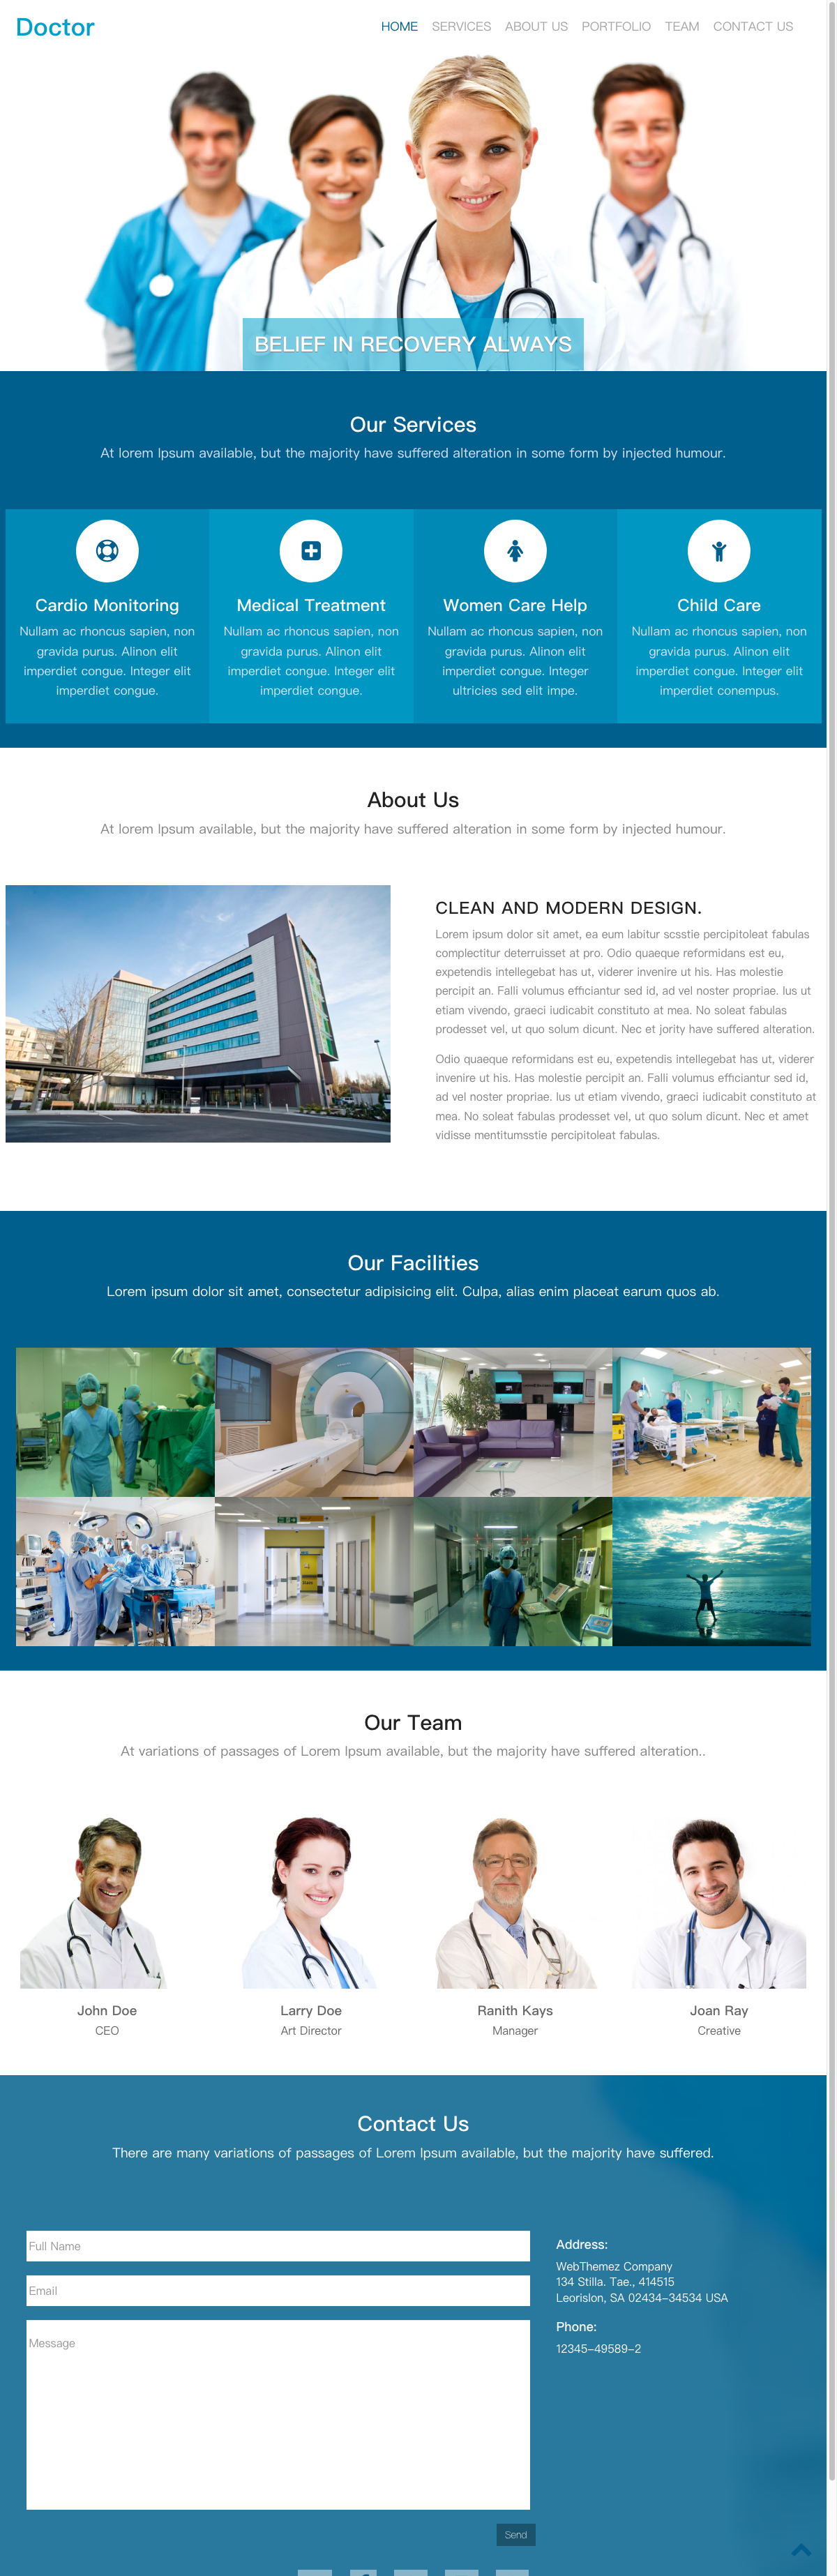 Doctor
HOME SERVICES ABOUT US PORTFOLIO TEAM CONTACT US
BELIEF IN RECOVERY ALWAYS
Our Services
At lorem Ipsum available, but the majority have suffered alteration in some form by injected humour.
Cardio Monitoring
Nullam ac rhoncus sapien, non
gravida purus. Alinon elit
imperdiet congue. Integer elit
imperdiet congue.
Medical Treatment
Nullam ac rhoncus sapien, non
gravida purus. Alinon elit
imperdiet congue. Integer elit
imperdiet congue.
Women Care Help
Nullam ac rhoncus sapien, non
gravida purus. Alinon elit
imperdiet congue. Integer
ultricies sed elit impe.
Child Care
Nullam ac rhoncus sapien, non
gravida purus. Alinon elit
imperdiet congue. Integer elit
imperdiet conempus.
About Us
At lorem Ipsum available, but the majority have suffered alteration in some form by injected humour.
CLEAN AND MODERN DESIGN.
Lorem ipsum dolor sit amet, ea eum labitur scsstie percipitoleat fabulas
complectitur deterruisset at pro. Odio quaeque reformidans est eu,
expetendis intellegebat has ut, viderer invenire ut his. Has molestie
percipit an. Falli volumus efficiantur sed id, ad vel noster propriae. Ius ut
etiam vivendo, graeci iudicabit constituto at mea. No soleat fabulas
prodesset vel, ut quo solum dicunt. Nec et jority have suffered alteration.
Odio quaeque reformidans est eu, expetendis intellegebat has ut, viderer
invenire ut his. Has molestie percipit an. Falli volumus efficiantur sed id,
ad vel noster propriae. Ius ut etiam vivendo, graeci iudicabit constituto at
mea. No soleat fabulas prodesset vel, ut quo solum dicunt. Nec et amet
vidisse mentitumsstie percipitoleat fabulas.
Our Facilities
Lorem ipsum dolor sit amet, consectetur adipisicing elit. Culpa, alias enim placeat earum quos ab.
Our Team
At variations of passages of Lorem Ipsum available, but the majority have suffered alteration..
John Doe
CEO
Larry Doe
Art Director
Ranith Kays
Manager
Joan Ray
Creative
Contact Us
There are many variations of passages of Lorem Ipsum available, but the majority have suffered.
Full Name
Email
Message
Send
Address:
WebThemez Company
134 Stilla. Tae., 414515
Leorislon, SA 02434-34534 USA
Phone:
12345-49589-2